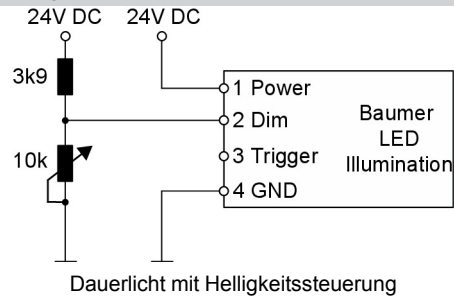 24V DC 24V DC
3k9
10k
1 Power
2 Dim
3 Trigger
4 GND
Baumer
LED
Illumination
Dauerlicht mit Helligkeitssteuerung